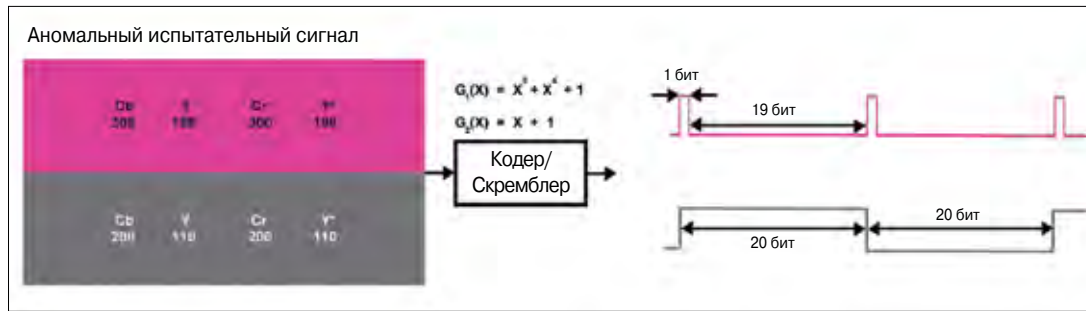 Аномальный испытательный сигнал
Cb Y Cr Y*
300 198 300 198
Cb Y Cr Y*
200 110 200 110
G₁(X) = X⁹ + X⁴ + 1
G₂(X) = X + 1
Кодер/
Скремблер
1 бит
19 бит
20 бит
20 бит